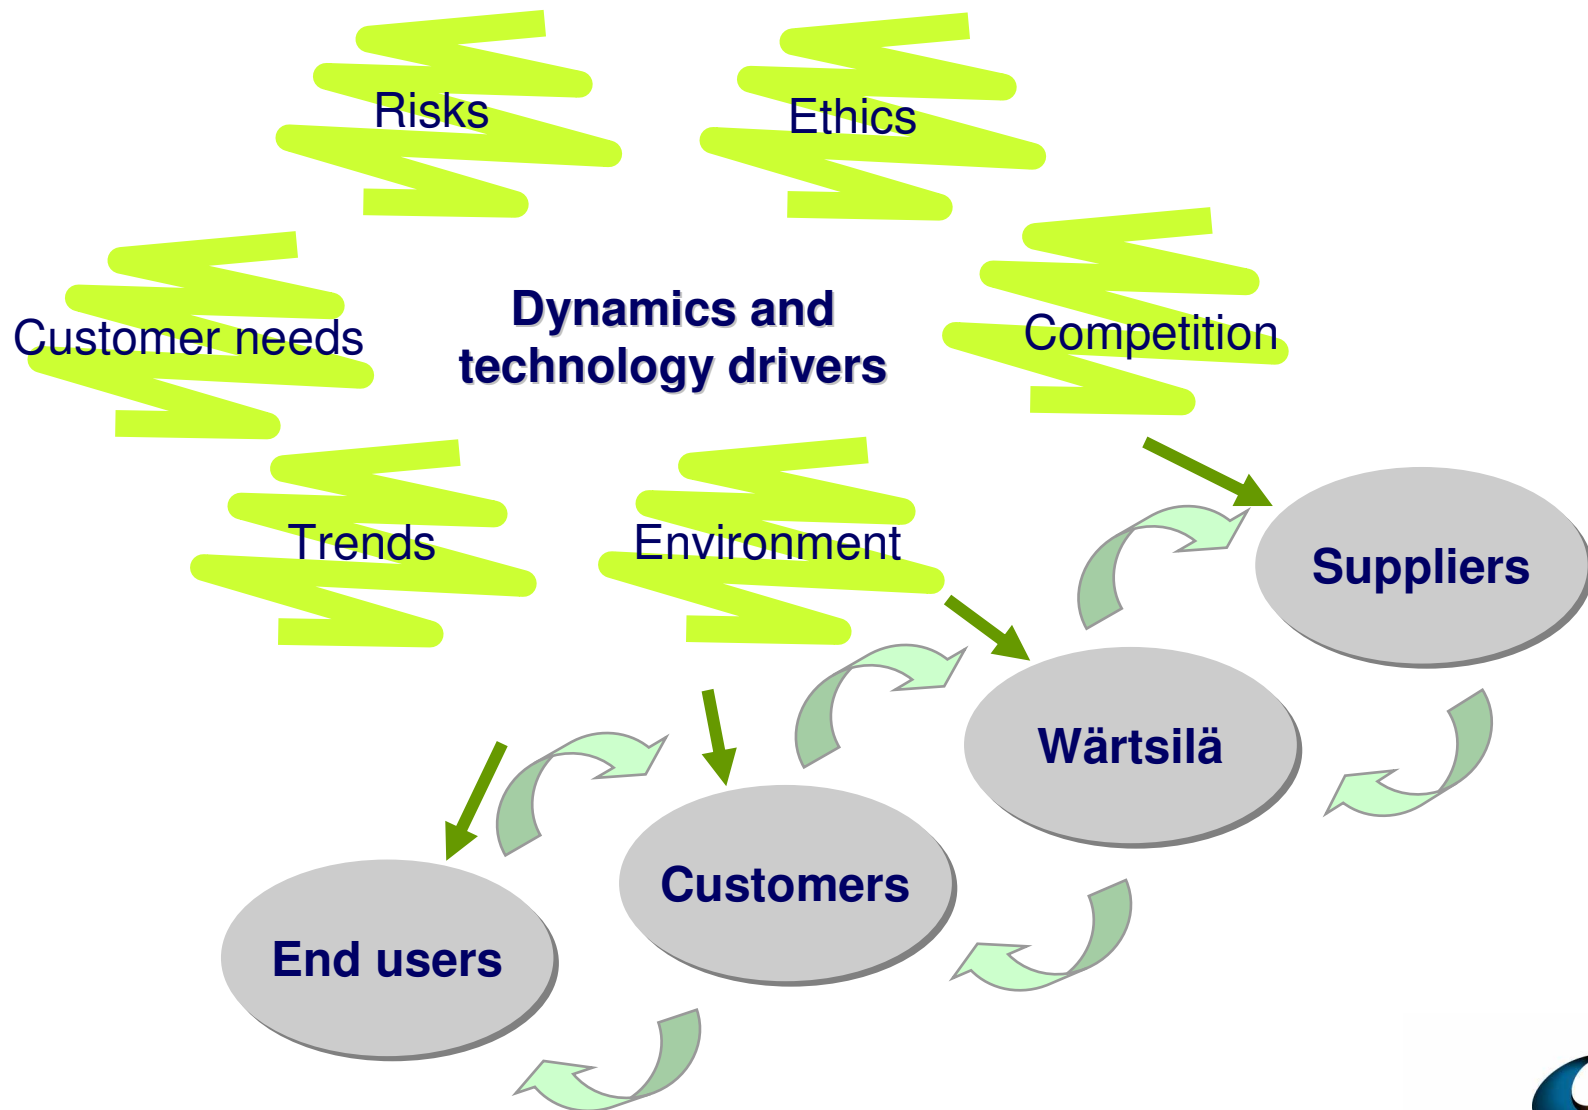 Risks
Ethics
Customer needs
Dynamics and
technology drivers
Competition
Trends
Environment
Suppliers
Wärtsilä
Customers
End users